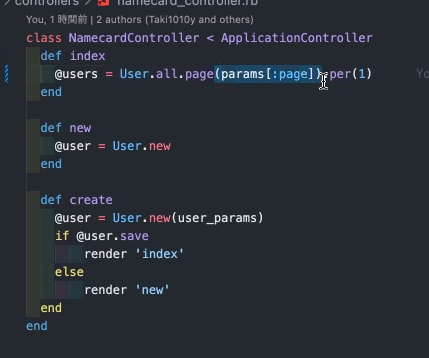 controllers > namecard_controller.rb
You, 1 時間前 | 2 authors (Taki1010y and others)
class NamecardController < ApplicationController
def index
@users = User.all.page(params[:page]).per(1)
end
def new
@user = User.new
end
def create
@user = User.new(user_params)
if @user.save
render 'index'
else
render 'new'
end
end